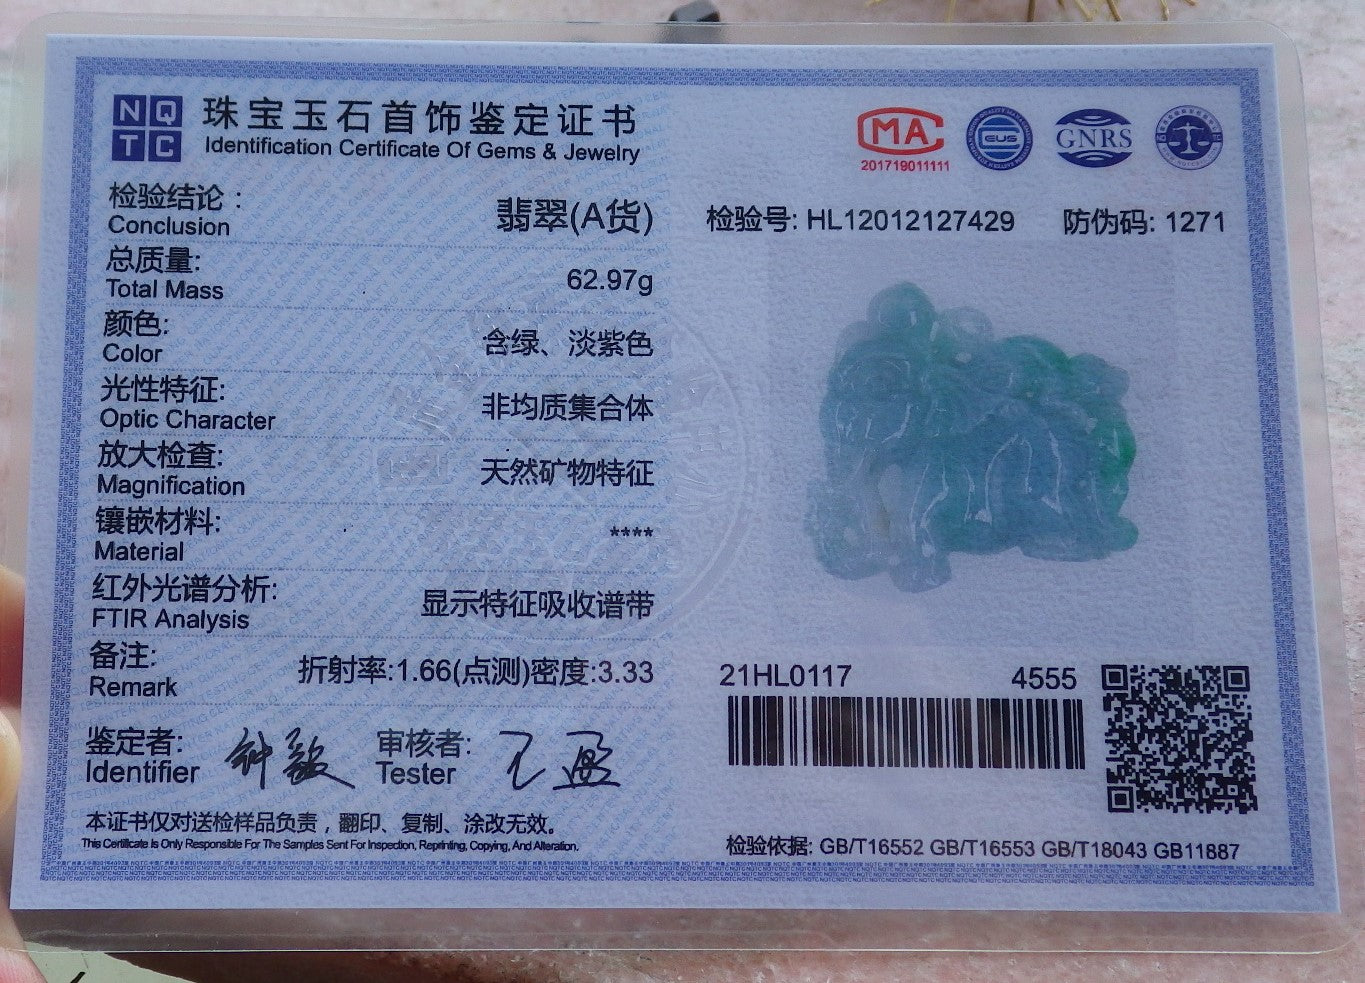 NQ
TC
珠宝玉石首饰鉴定证书
Identification Certificate Of Gems & Jewelry
MA
201719011111
GNRS
检验结论：
Conclusion
翡翠(A货)
检验号: HL12012127429
防伪码: 1271
总质量:
Total Mass
62.97g
颜色:
Color
含绿、淡紫色
光性特征:
Optic Character
非均质集合体
放大检查:
Magnification
天然矿物特征
镶嵌材料:
Material
****
红外光谱分析:
FTIR Analysis
显示特征吸收谱带
备注:
Remark
折射率:1.66(点测)密度:3.33
21HL0117
4555
鉴定者:
Identifier
审核者:
Tester
本证书仅对送检样品负责，翻印、复制、涂改无效。
This Certificate Is Only Responsible For The Samples Sent For Inspection, Reprinting, Copying, And Alteration.
检验依据: GB/T16552 GB/T16553 GB/T18043 GB11887